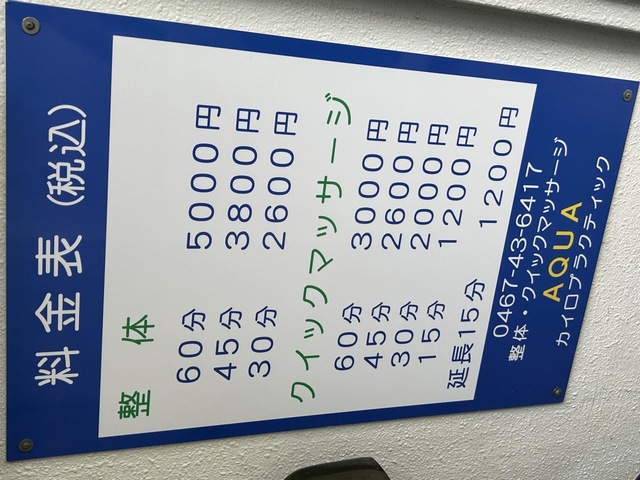 料金表(税込)
整 体
60分 5000円
45分 3800円
30分 2600円
クイックマッサージ
60分 3000円
45分 2600円
30分 2000円
15分 1200円
延長15分 1200円
0467-43-6417
整体・クイックマッサージ
AQUA
カイロプラクティック